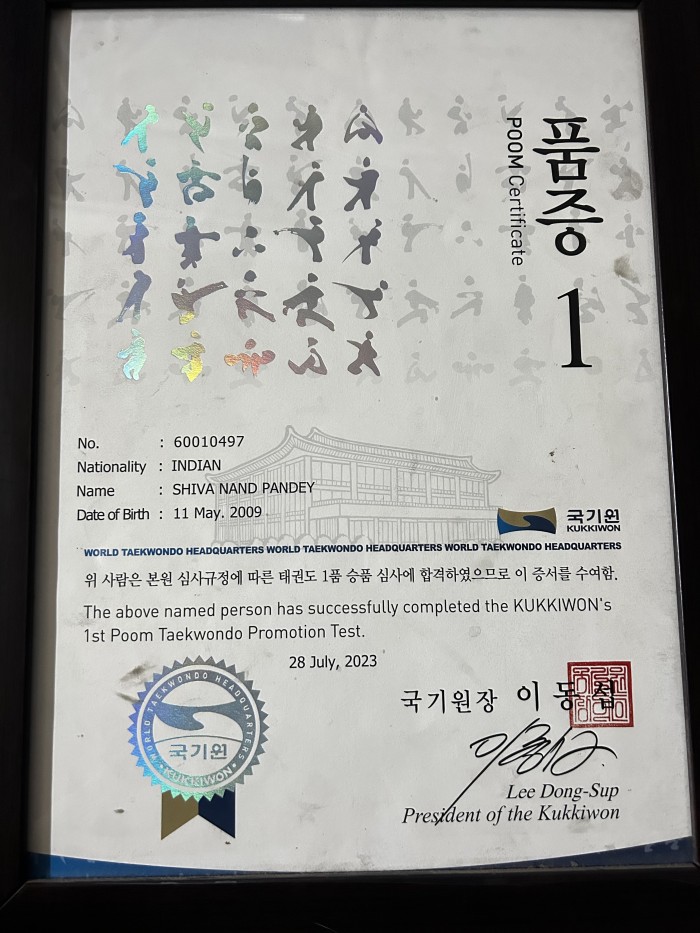 품증 1
POOM Certificate
No. : 60010497
Nationality : INDIAN
Name : SHIVA NAND PANDEY
Date of Birth : 11 May. 2009
국기원
KUKKIWON
WORLD TAEKWONDO HEADQUARTERS WORLD TAEKWONDO HEADQUARTERS WORLD TAEKWONDO HEADQUARTERS
위 사람은 본원 심사규정에 따른 태권도 1품 승품 심사에 합격하였으므로 이 증서를 수여함.
The above named person has successfully completed the KUKKIWON's
1st Poom Taekwondo Promotion Test.
28 July, 2023
WORLD TAEKWONDO HEADQUARTERS
국기원
KUKKIWON
국기원장 이 동 섭
Lee Dong-Sup
President of the Kukkiwon